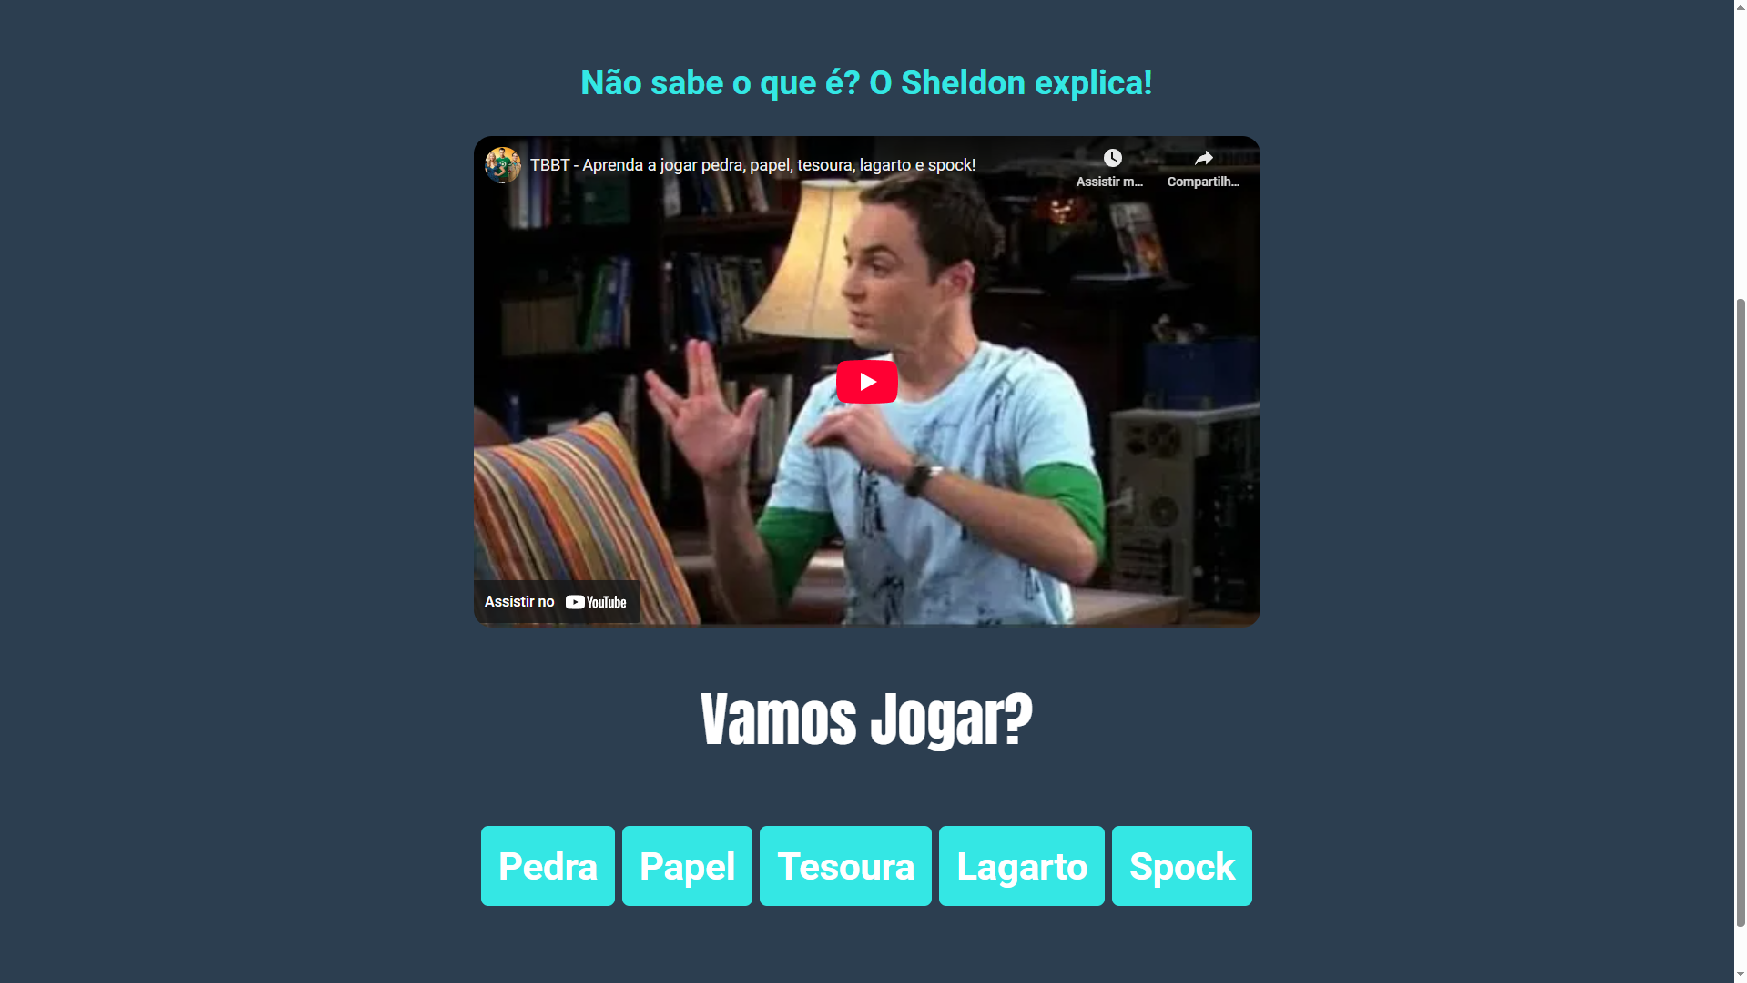 Não sabe o que é? O Sheldon explica!
TBBT - Aprenda a jogar pedra, papel, tesoura, lagarto e spock!
Assistir m...
Compartilh...
Assistir no YouTube
Vamos Jogar?
Pedra
Papel
Tesoura
Lagarto
Spock